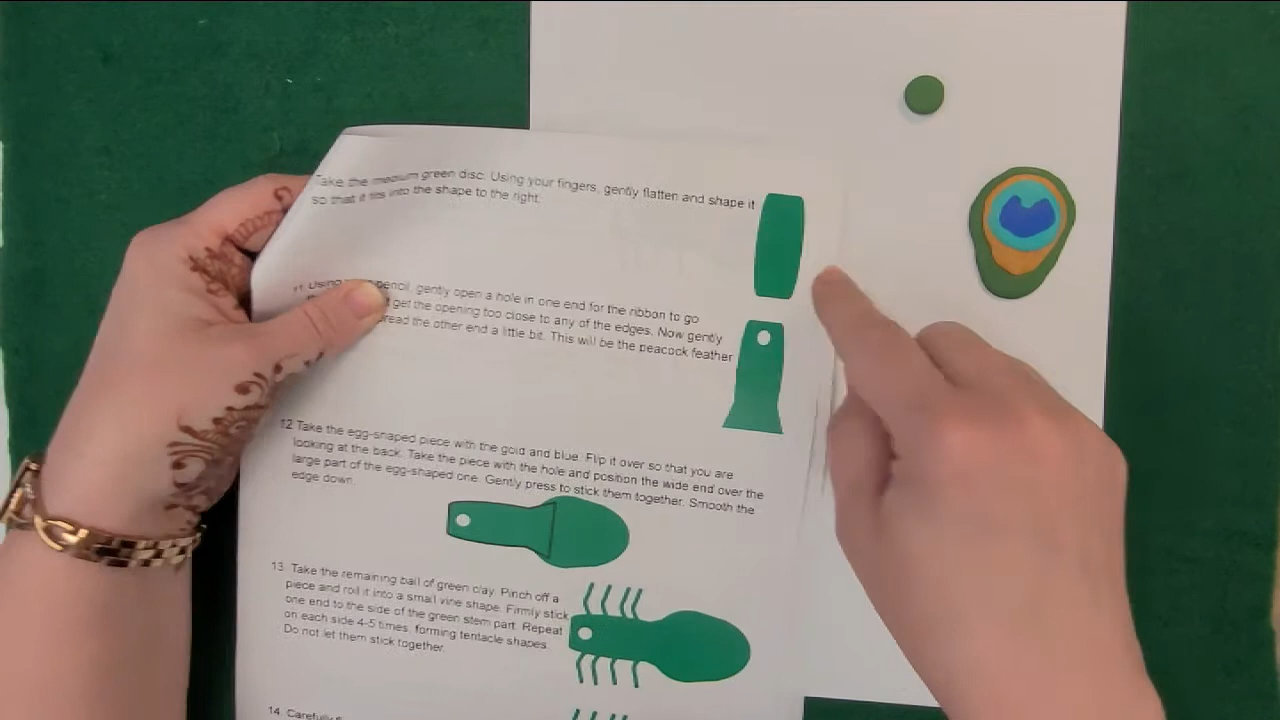 Take the medium green disc. Using your fingers, gently flatten and shape it
so that it fits into the shape to the right.
11. Using pencil, gently open a hole in one end for the ribbon to go
get the opening too close to any of the edges. Now gently
the other end a little bit. This will be the peacock feather
12 Take the egg-shaped piece with the gold and blue. Flip it over so that you are
looking at the back. Take the piece with the hole and position the wide end over the
large part of the egg-shaped one. Gently press to stick them together. Smooth the
edge down.
13. Take the remaining ball of green clay. Pinch off a
piece and roll it into a small vine shape. Firmly stick
one end to the side of the green stem part. Repeat
on each side 4-5 times, forming tentacle shapes.
Do not let them stick together.
14.